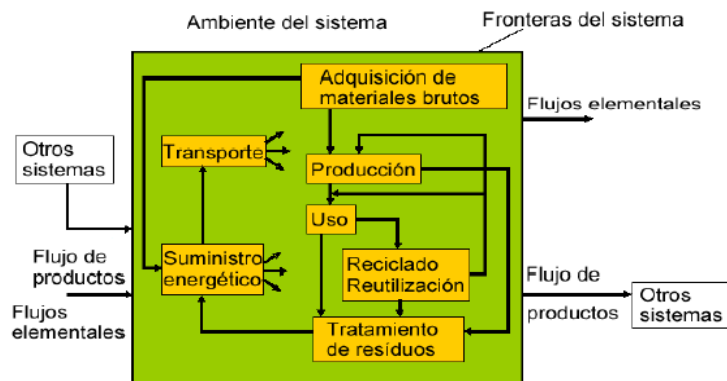 Ambiente del sistema
Fronteras del sistema
Adquisición de
materiales brutos
Flujos elementales
Otros
sistemas
Transporte
Producción
Uso
Flujo de
productos
Flujos
elementales
Suministro
energético
Reciclado
Reutilización
Flujo de
productos
Otros
sistemas
Tratamiento
de resíduos